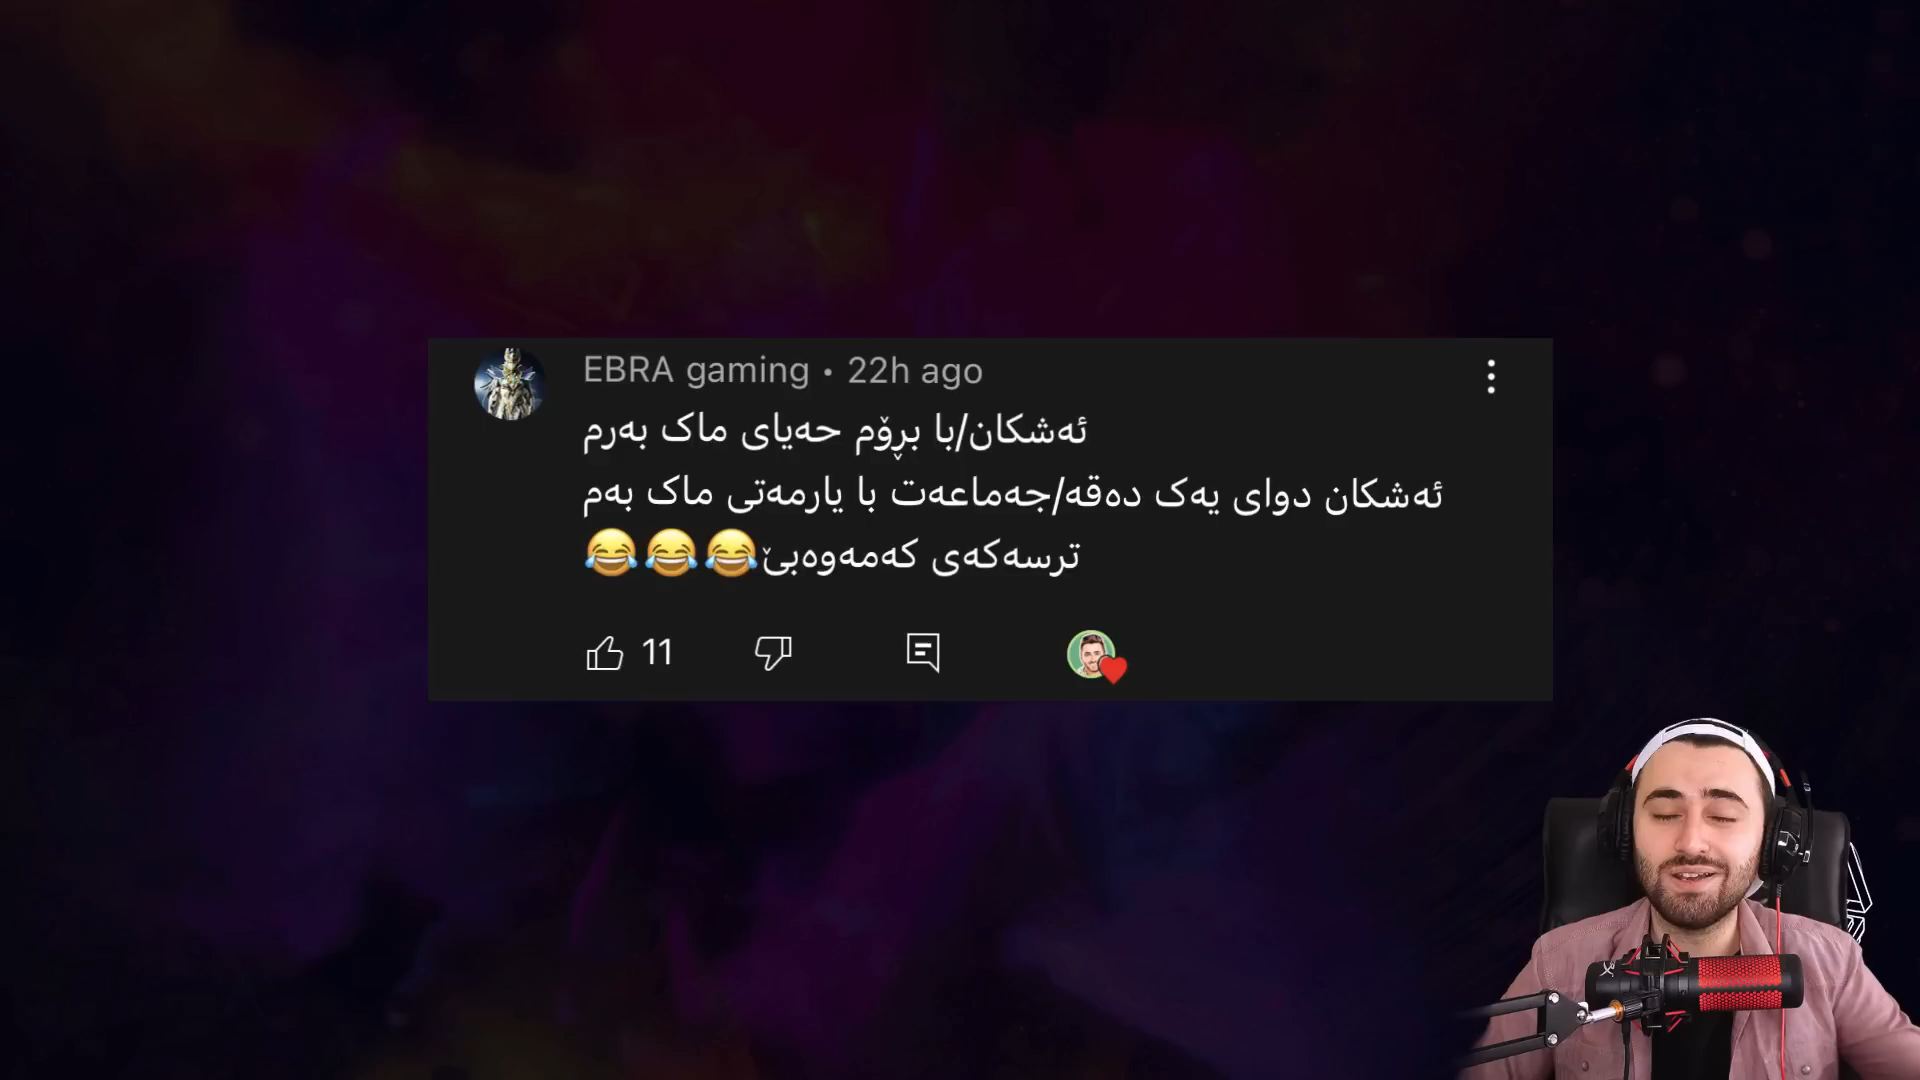 EBRA gaming • 22h ago
ئەشکان/با بڕۆم حەیای ماک بەرم
ئەشکان دوای یەک دەقە/جەماعەت با یارمەتی ماک بەم
ترسەکەی کەمەوەبێ😂😂😂
11